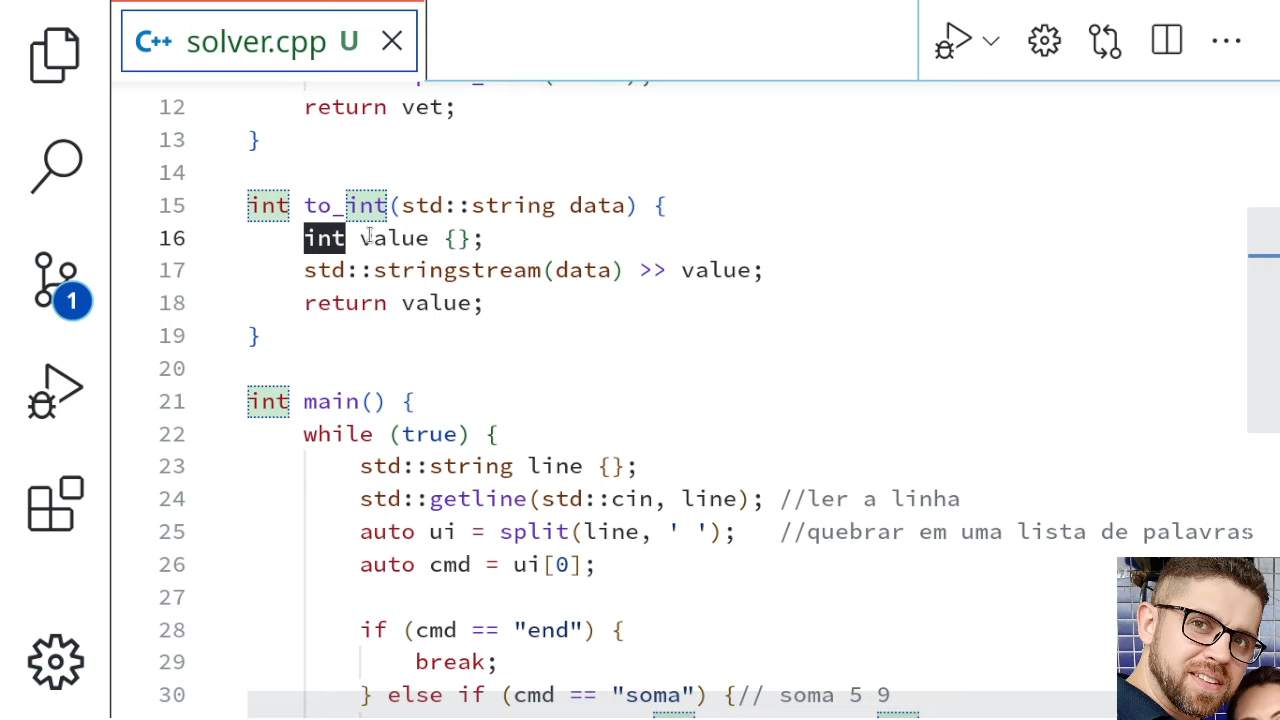 C++ solver.cpp U
12 return vet;
13 }
14
15 int to_int(std::string data) {
16 int value {};
17 std::stringstream(data) >> value;
18 return value;
19 }
20
21 int main() {
22 while (true) {
23 std::string line {};
24 std::getline(std::cin, line); //ler a linha
25 auto ui = split(line, ' '); //quebrar em uma lista de palavras
26 auto cmd = ui[0];
27
28 if (cmd == "end") {
29 break;
30 } else if (cmd == "soma") {// soma 5 9
1